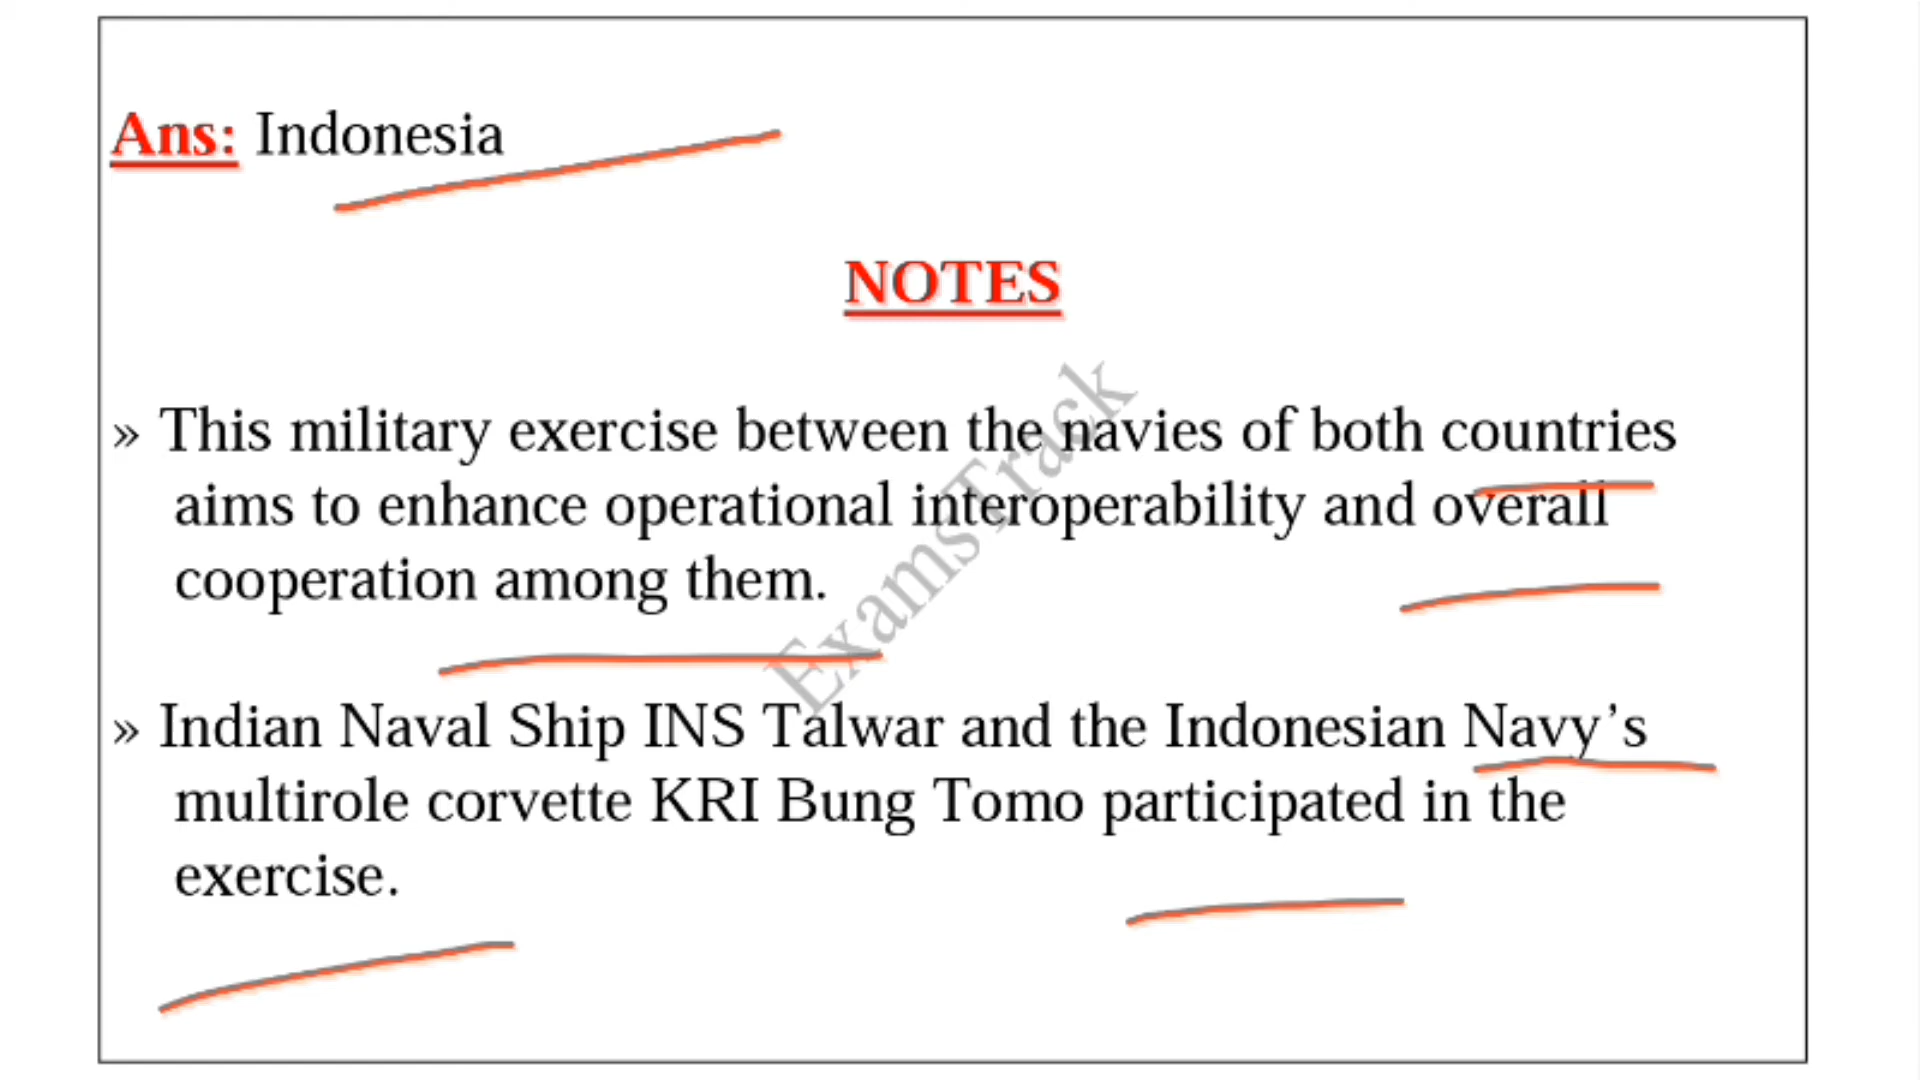 Ans: Indonesia
NOTES
» This military exercise between the navies of both countries
aims to enhance operational interoperability and overall
cooperation among them.
» Indian Naval Ship INS Talwar and the Indonesian Navy’s
multirole corvette KRI Bung Tomo participated in the
exercise.
ExamsTrack